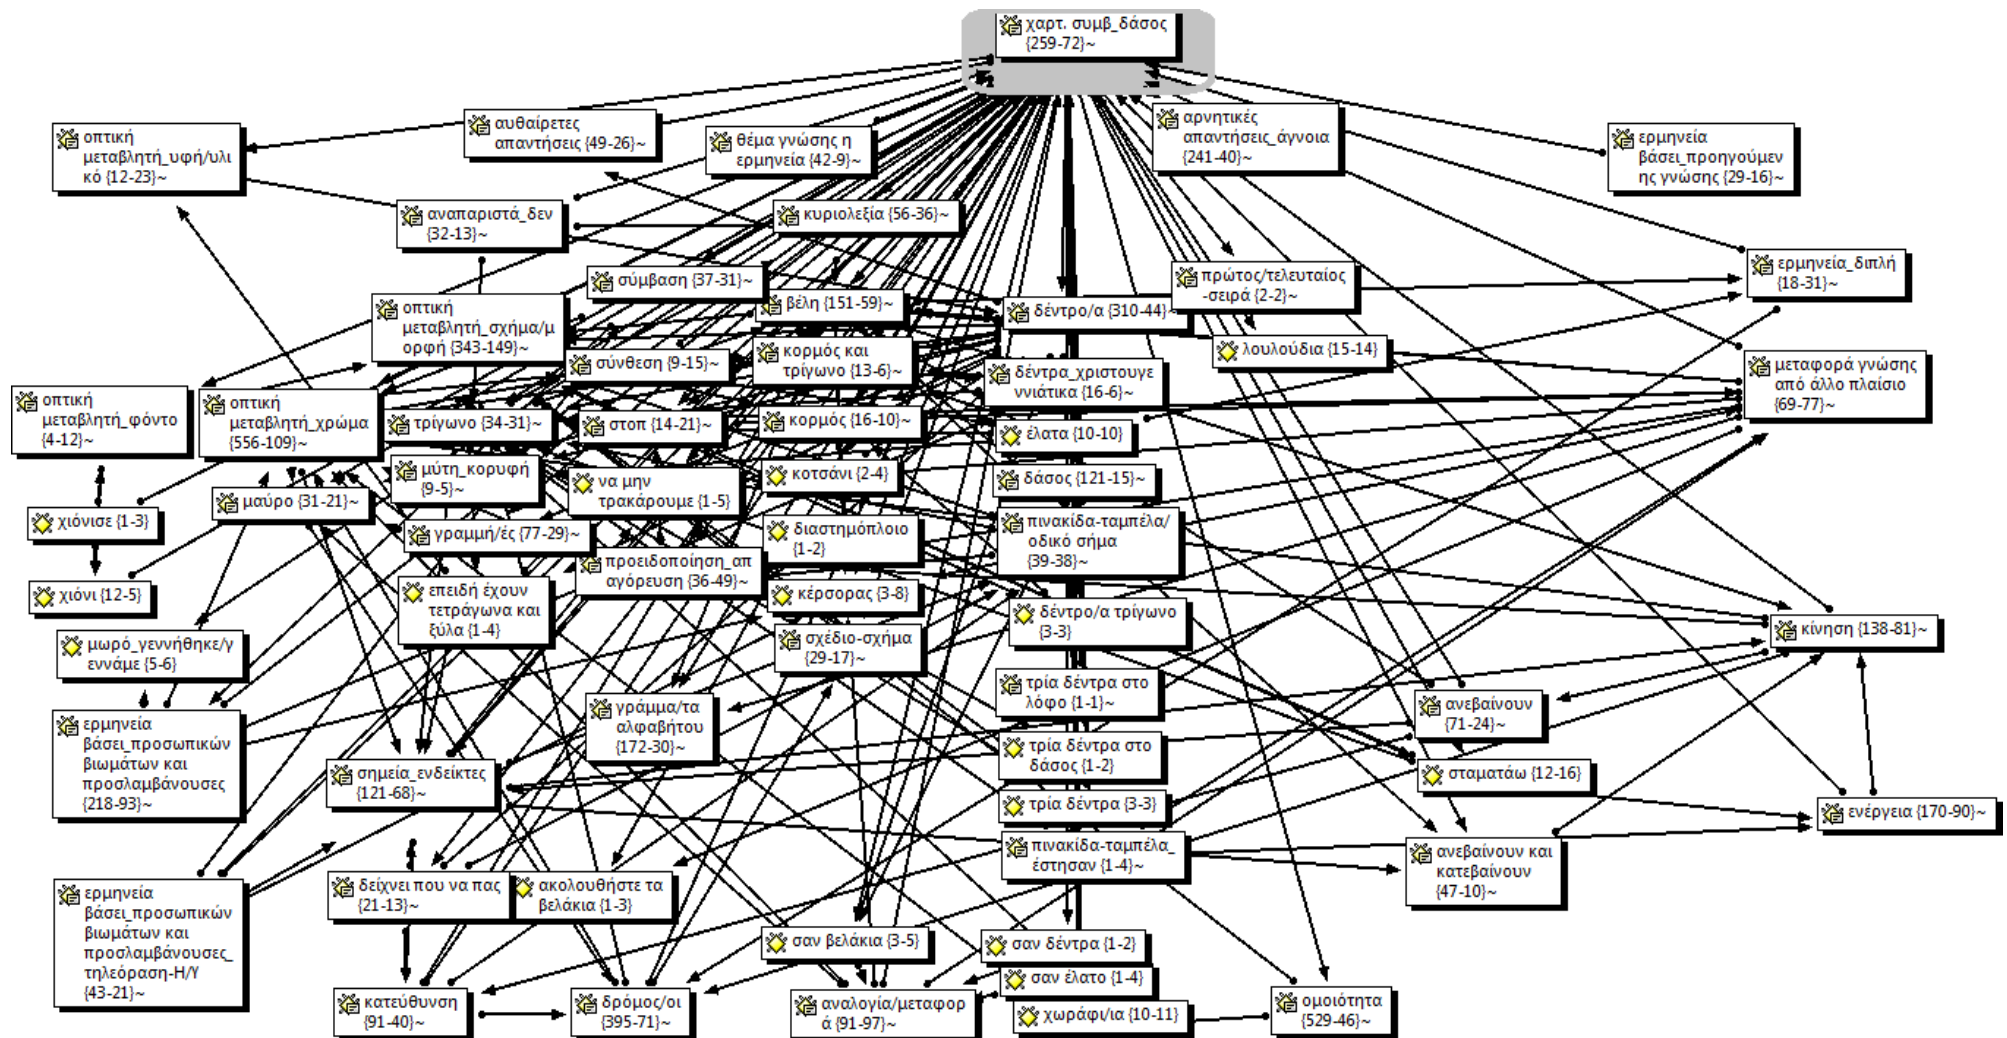 χαρτ. συμβ_δάσος
{259-72}~
αυθαίρετες
απαντήσεις {49-26}~
θέμα γνώσης η
ερμηνεία {42-9}~
αρνητικές
απαντήσεις_άγνοια
{241-40}~
οπτική
μεταβλητή_υφή/υλι
κό {12-23}~
ερμηνεία
βάσει_προηγούμεν
ης γνώσης {29-16}~
αναπαριστά_δεν
{32-13}~
κυριολεξία {56-36}~
σύμβαση {37-31}~
πρώτος/τελευταίος
-σειρά {2-2}~
ερμηνεία_διπλή
{18-31}~
οπτική
μεταβλητή_σχήμα/μ
ορφή {343-149}~
βέλη {151-59}~
δέντρο/α {310-44}~
σύνθεση {9-15}~
κορμός και
τρίγωνο {13-6}~
λουλούδια {15-14}
δέντρα_χριστουγε
ννιάτικα {16-6}~
μεταφορά γνώσης
από άλλο πλαίσιο
{69-77}~
οπτική
μεταβλητή_φόντο
{4-12}~
οπτική
μεταβλητή_χρώμα
{556-109}~
τρίγωνο {34-31}~
στοπ {14-21}~
κορμός {16-10}~
έλατα {10-10}
μύτη_κορυφή
{9-5}~
να μην
τρακάρουμε {1-5}
κοτσάνι {2-4}
δάσος {121-15}~
μαύρο {31-21}~
χιόνισε {1-3}
γραμμή/ές {77-29}~
διαστημόπλοιο
{1-2}
πινακίδα-ταμπέλα/
οδικό σήμα
{39-38}~
προειδοποίηση_απ
αγόρευση {36-49}~
χιόνι {12-5}
επειδή έχουν
τετράγωνα και
ξύλα {1-4}
κέρσορας {3-8}
δέντρο/α τρίγωνο
{3-3}
μωρό_γεννήθηκε/γ
εννάμε {5-6}
σχέδιο-σχήμα
{29-17}~
κίνηση {138-81}~
τρία δέντρα στο
λόφο {1-1}~
ερμηνεία
βάσει_προσωπικών
βιωμάτων και
προσλαμβάνουσες
{218-93}~
γράμμα/τα
αλφαβήτου
{172-30}~
ανεβαίνουν
{71-24}~
τρία δέντρα στο
δάσος {1-2}
σημεία_ενδείκτες
{121-68}~
σταματάω {12-16}
τρία δέντρα {3-3}
ενέργεια {170-90}~
πινακίδα-ταμπέλα_
έστησαν {1-4}~
ανεβαίνουν και
κατεβαίνουν
{47-10}~
ερμηνεία
βάσει_προσωπικών
βιωμάτων και
προσλαμβάνουσες_
τηλεόραση-Η/Υ
{43-21}~
δείχνει που να πας
{21-13}~
ακολουθήστε τα
βελάκια {1-3}
σαν βελάκια {3-5}
σαν δέντρα {1-2}
σαν έλατο {1-4}
κατεύθυνση
{91-40}~
δρόμος/οι
{395-71}~
αναλογία/μεταφορ
ά {91-97}~
χωράφι/ια {10-11}
ομοιότητα
{529-46}~